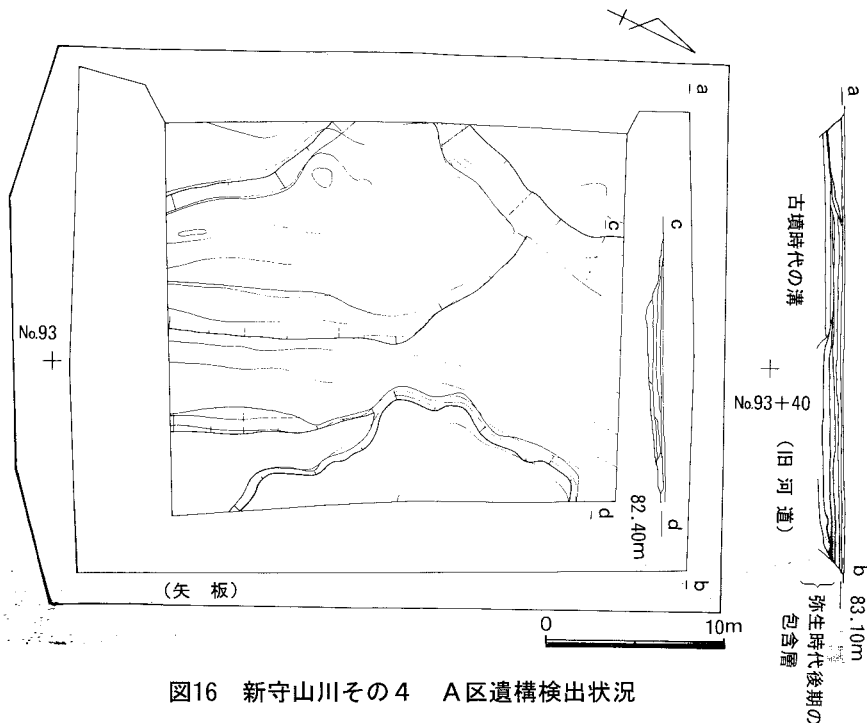 a
a
c
c
古墳時代の溝
No.93
No.93+40
(旧河道)
82.40m
d
d
b
b
83.10m
弥生時代後期の
包含層
(矢 板)
0 10m
図16 新守山川その4 A区遺構検出状況